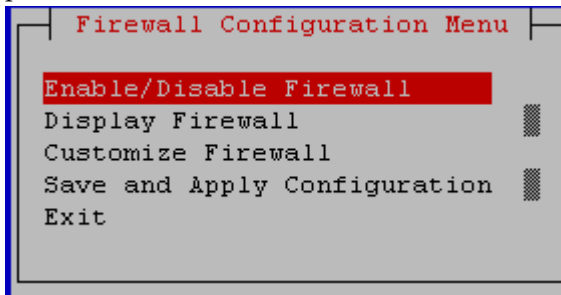 Firewall Configuration Menu
Enable/Disable Firewall
Display Firewall
Customize Firewall
Save and Apply Configuration
Exit